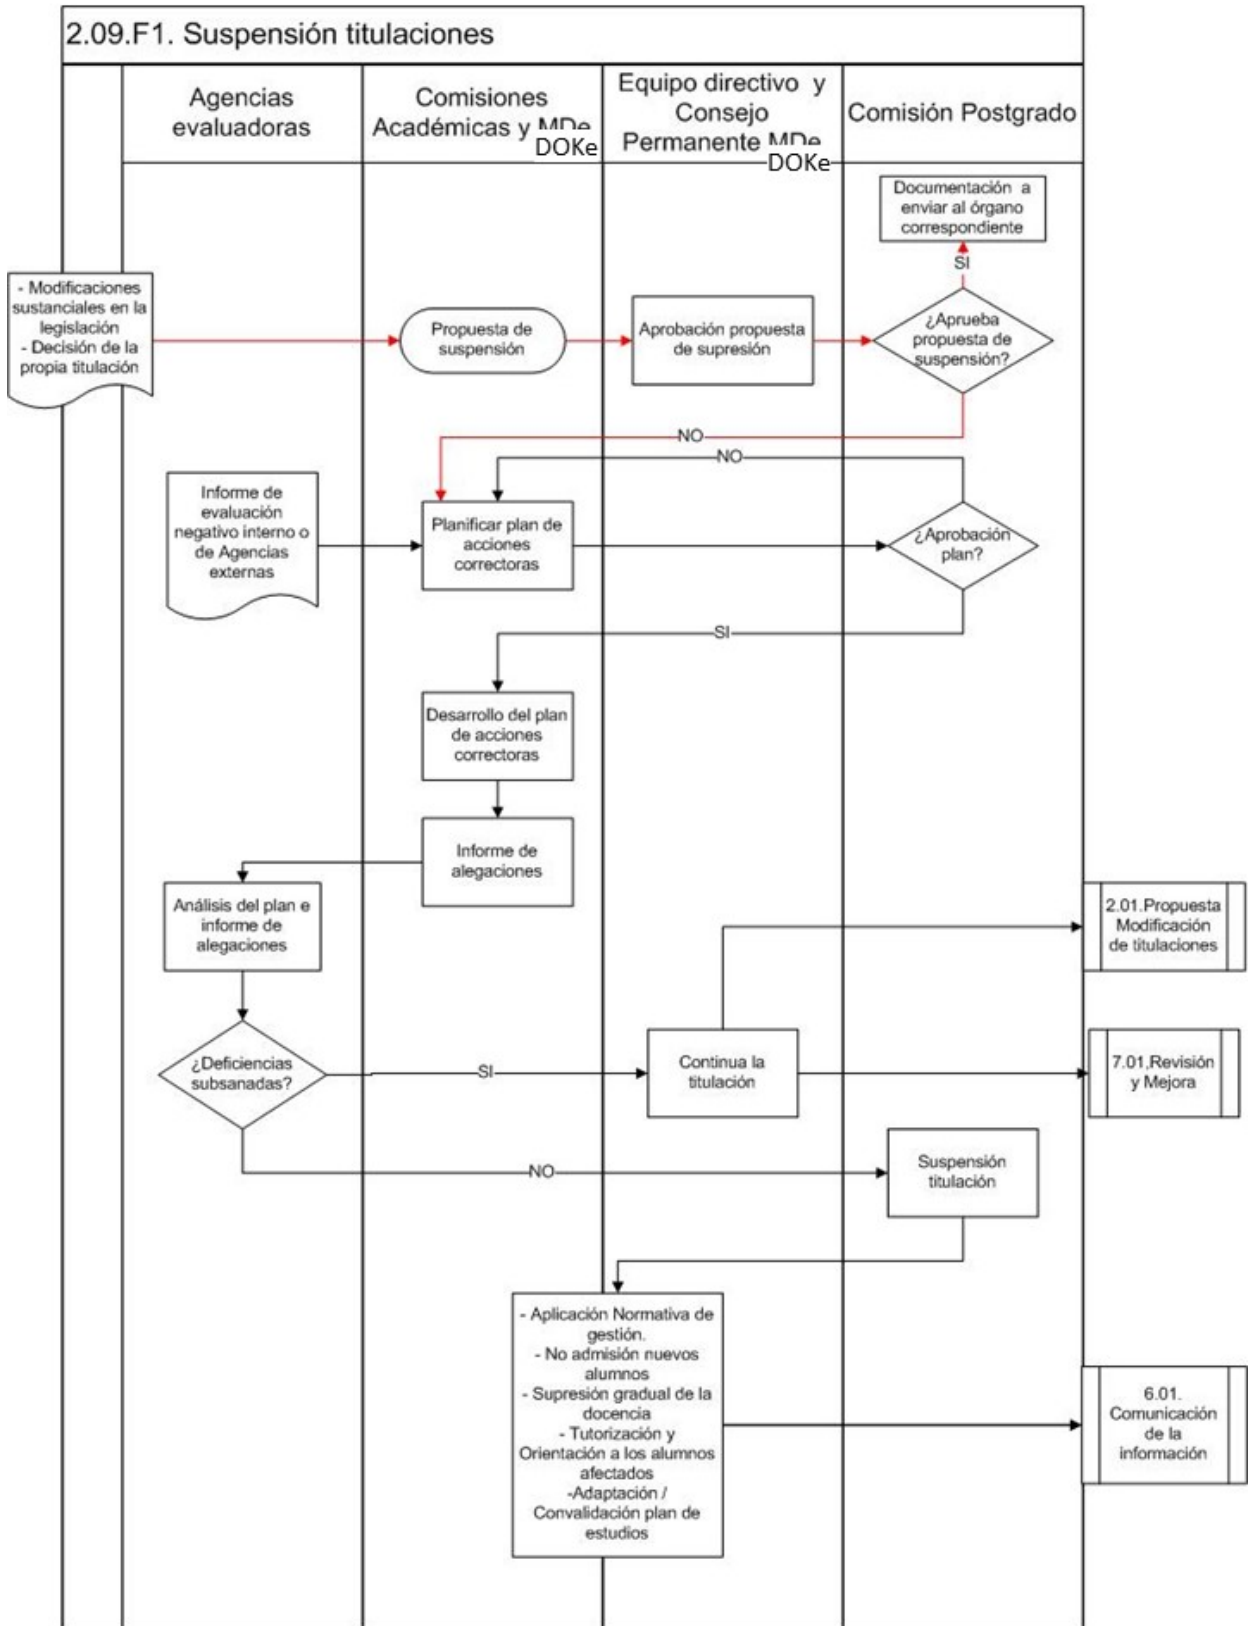 2.09.F1. Suspensión titulaciones
Agencias
evaluadoras
Comisiones
Académicas y MDe
DOKe
Equipo directivo y
Consejo
Permanente MDe
DOKe
Comisión Postgrado
Documentación a
enviar al órgano
correspondiente
SI
- Modificaciones
sustanciales en la
legislación
- Decisión de la
propia titulación
Propuesta de
suspensión
Aprobación propuesta
de supresión
¿Aprueba
propuesta de
suspensión?
NO
NO
Informe de
evaluación
negativo interno o
de Agencias
externas
Planificar plan de
acciones
correctoras
¿Aprobación
plan?
SI
Desarrollo del plan
de acciones
correctoras
Informe de
alegaciones
Análisis del plan e
informe de
alegaciones
2.01.Propuesta
Modificación
de titulaciones
¿Deficiencias
subsanadas?
SI
Continua la
titulación
7.01,Revisión
y Mejora
NO
Suspensión
titulación
- Aplicación Normativa de
gestión.
- No admisión nuevos
alumnos
- Supresión gradual de la
docencia
- Tutorización y
Orientación a los alumnos
afectados
-Adaptación /
Convalidación plan de
estudios
6.01.
Comunicación
de la
información